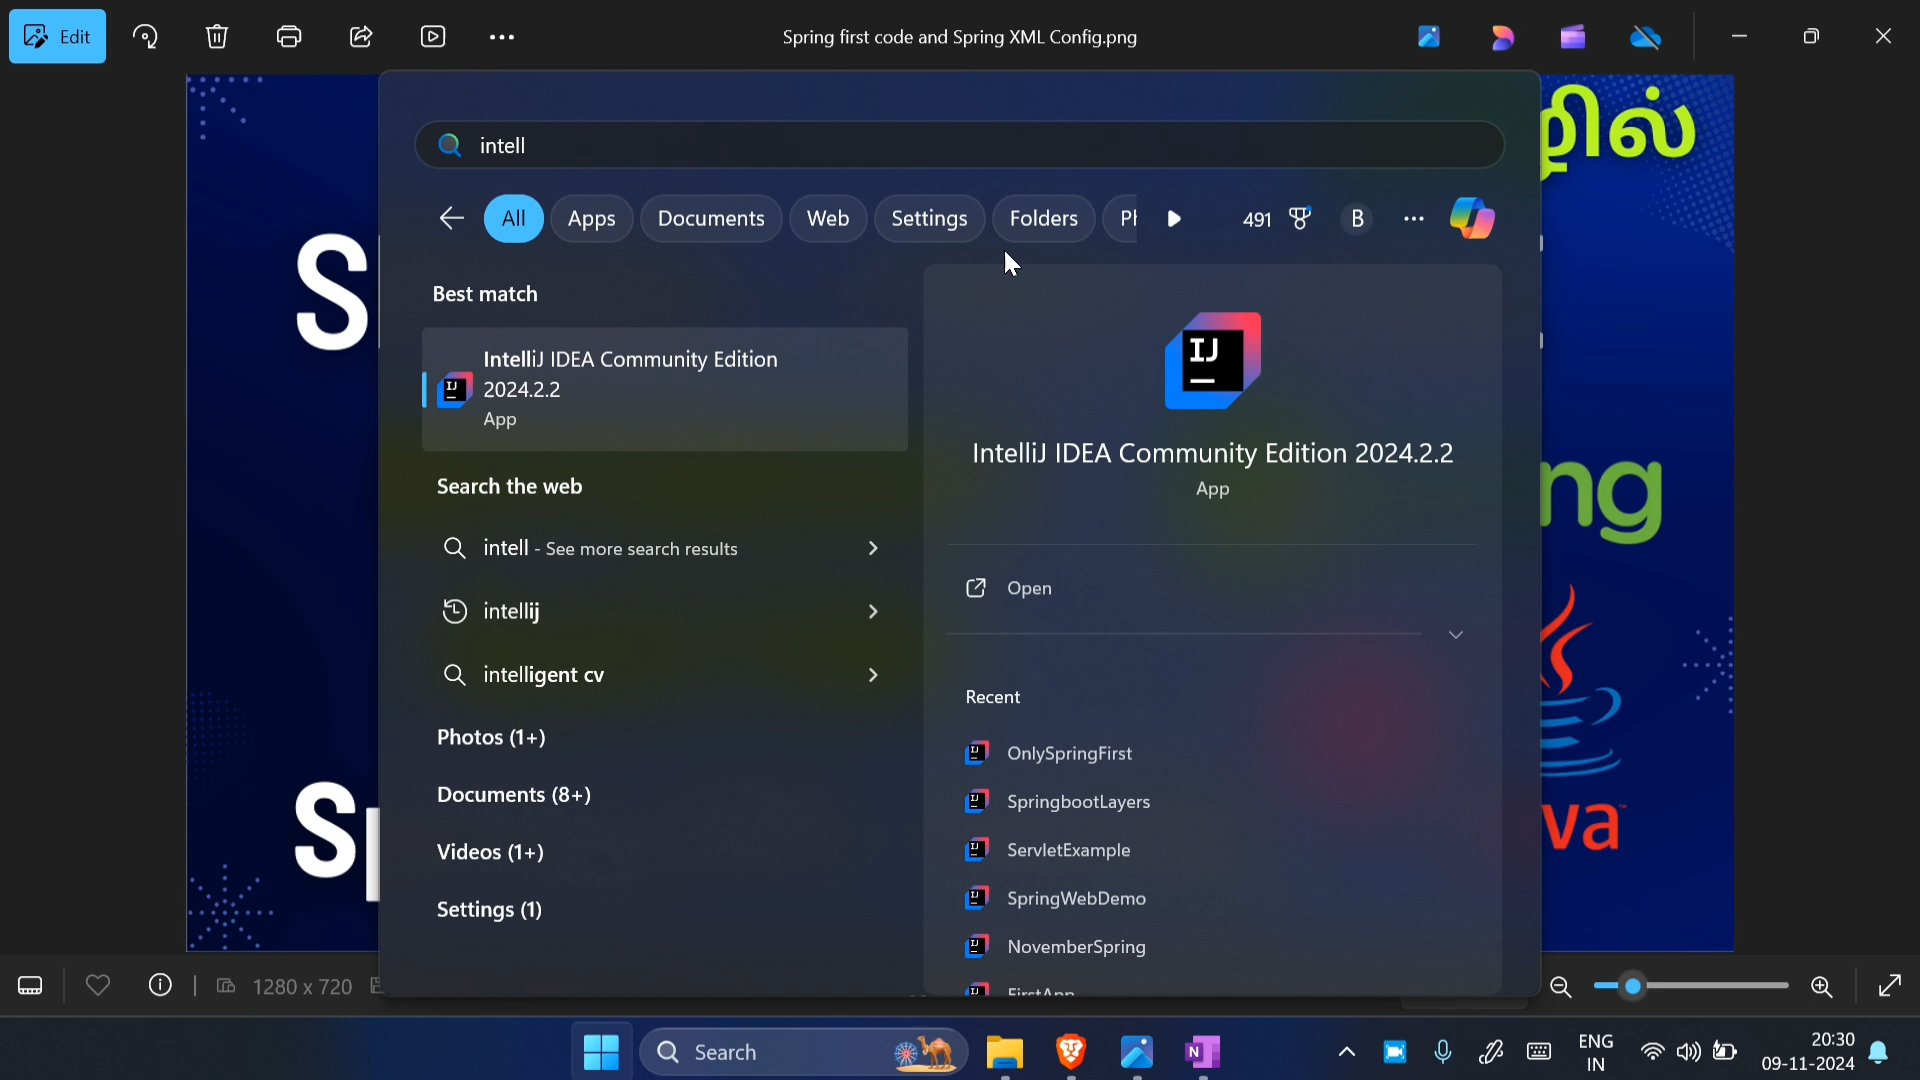 Edit
Spring first code and Spring XML Config.png
intell
All Apps Documents Web Settings Folders 491 B
Best match
IntelliJ IDEA Community Edition
2024.2.2
App
Search the web
intell - See more search results
intellij
intelligent cv
Photos (1+)
Documents (8+)
Videos (1+)
Settings (1)
IJ
IntelliJ IDEA Community Edition 2024.2.2
App
Open
Recent
OnlySpringFirst
SpringbootLayers
ServletExample
SpringWebDemo
November​Spring
1280 x 720
Search
ENG
IN
20:30
09-11-2024